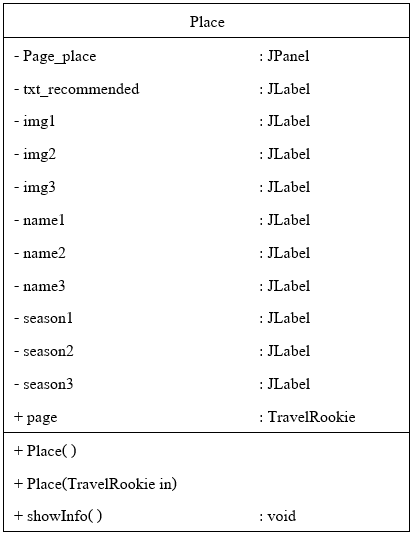 Place
- Page_place : JPanel
- txt_recommended : JLabel
- img1 : JLabel
- img2 : JLabel
- img3 : JLabel
- name1 : JLabel
- name2 : JLabel
- name3 : JLabel
- season1 : JLabel
- season2 : JLabel
- season3 : JLabel
+ page : TravelRookie
+ Place( )
+ Place(TravelRookie in)
+ showInfo( ) : void